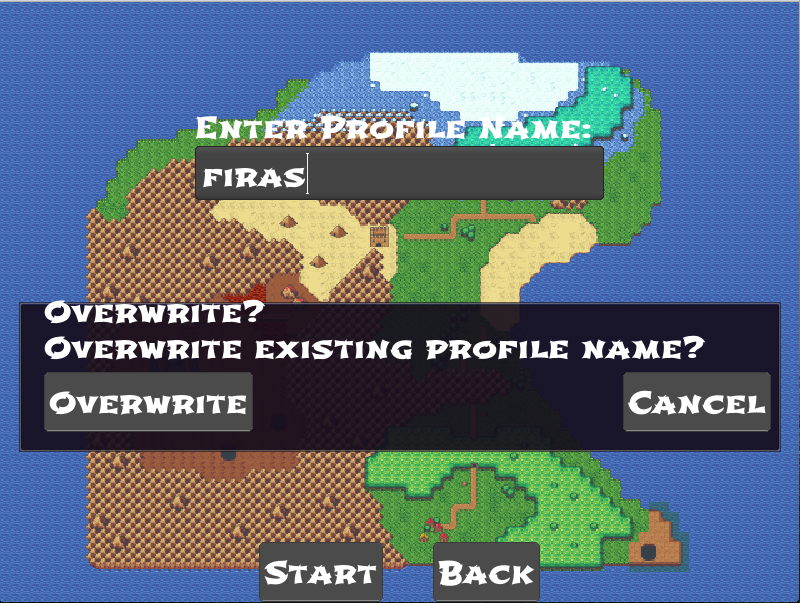 Enter Profile name:
firas
Overwrite?
Overwrite existing profile name?
Overwrite
Cancel
Start
Back